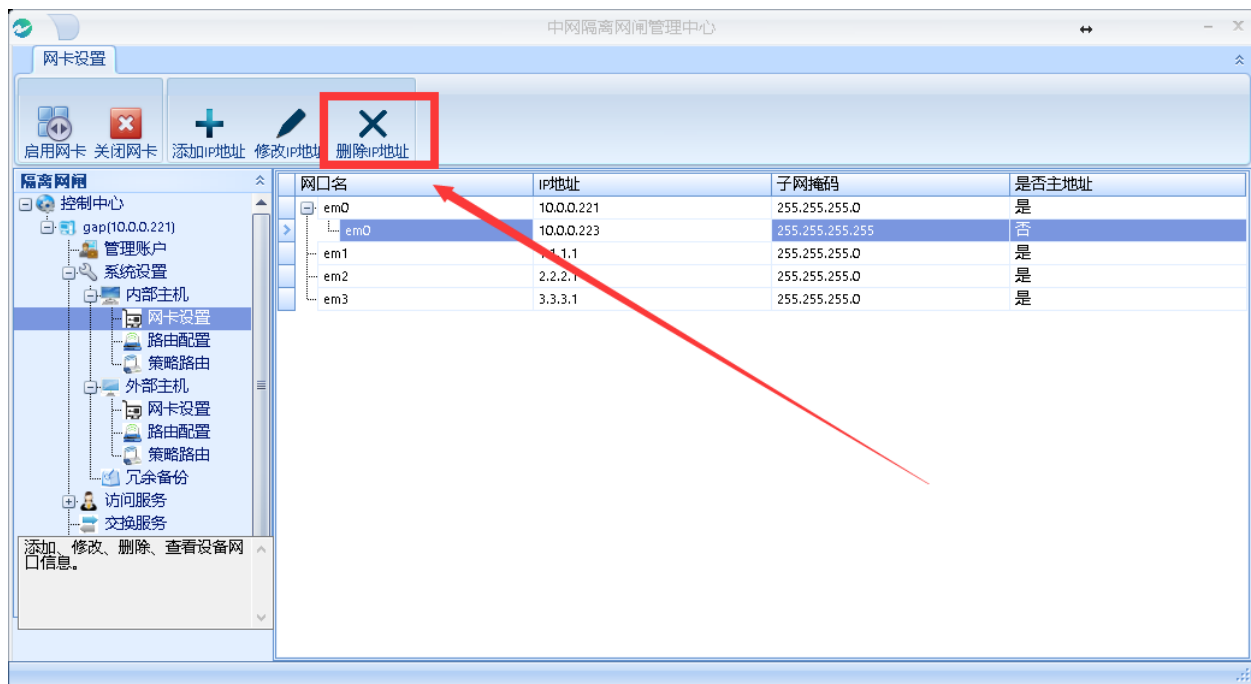 中网隔离网闸管理中心
网卡设置
启用网卡 关闭网卡 添加IP地址 修改IP地址 删除IP地址
隔离网闸
控制中心
gap(10.0.0.221)
管理账户
系统设置
内部主机
网卡设置
路由配置
策略路由
外部主机
网卡设置
路由配置
策略路由
冗余备份
访问服务
交换服务
添加、修改、删除、查看设备网
口信息。
网口名 IP地址 子网掩码 是否主地址
em0 10.0.0.221 255.255.255.0 是
em0 10.0.0.223 255.255.255.255 否
em1 1.1.1 255.255.255.0 是
em2 2.2.2.1 255.255.255.0 是
em3 3.3.3.1 255.255.255.0 是